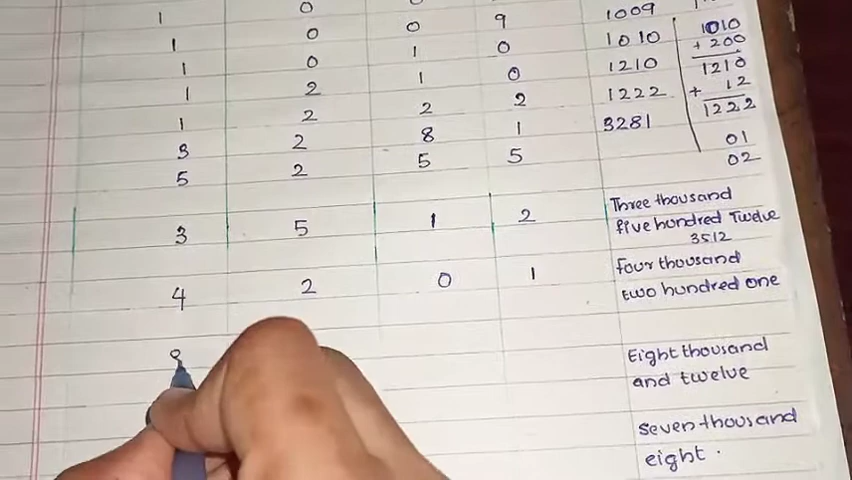 1 0 1009
1 0 0 9 1010 1010
1 0 1 0 1210 + 200
1 2 1 0 1222 1210
1 2 2 2 3281 + 12
3 2 8 1 1222
5 2 5 5 01
02
3 5 1 2 Three thousand
five hundred Twelve
3512
4 2 0 1 four thousand
two hundred one
8 Eight thousand
and twelve
seven thousand
eight .